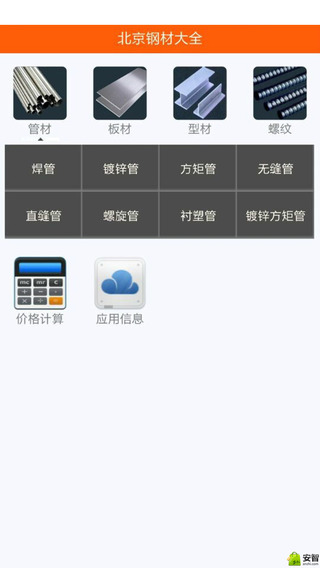 北京钢材大全
管材 板材 型材 螺纹
焊管 镀锌管 方矩管 无缝管
直缝管 螺旋管 衬塑管 镀锌方矩管
mc mr c
价格计算 应用信息
安智